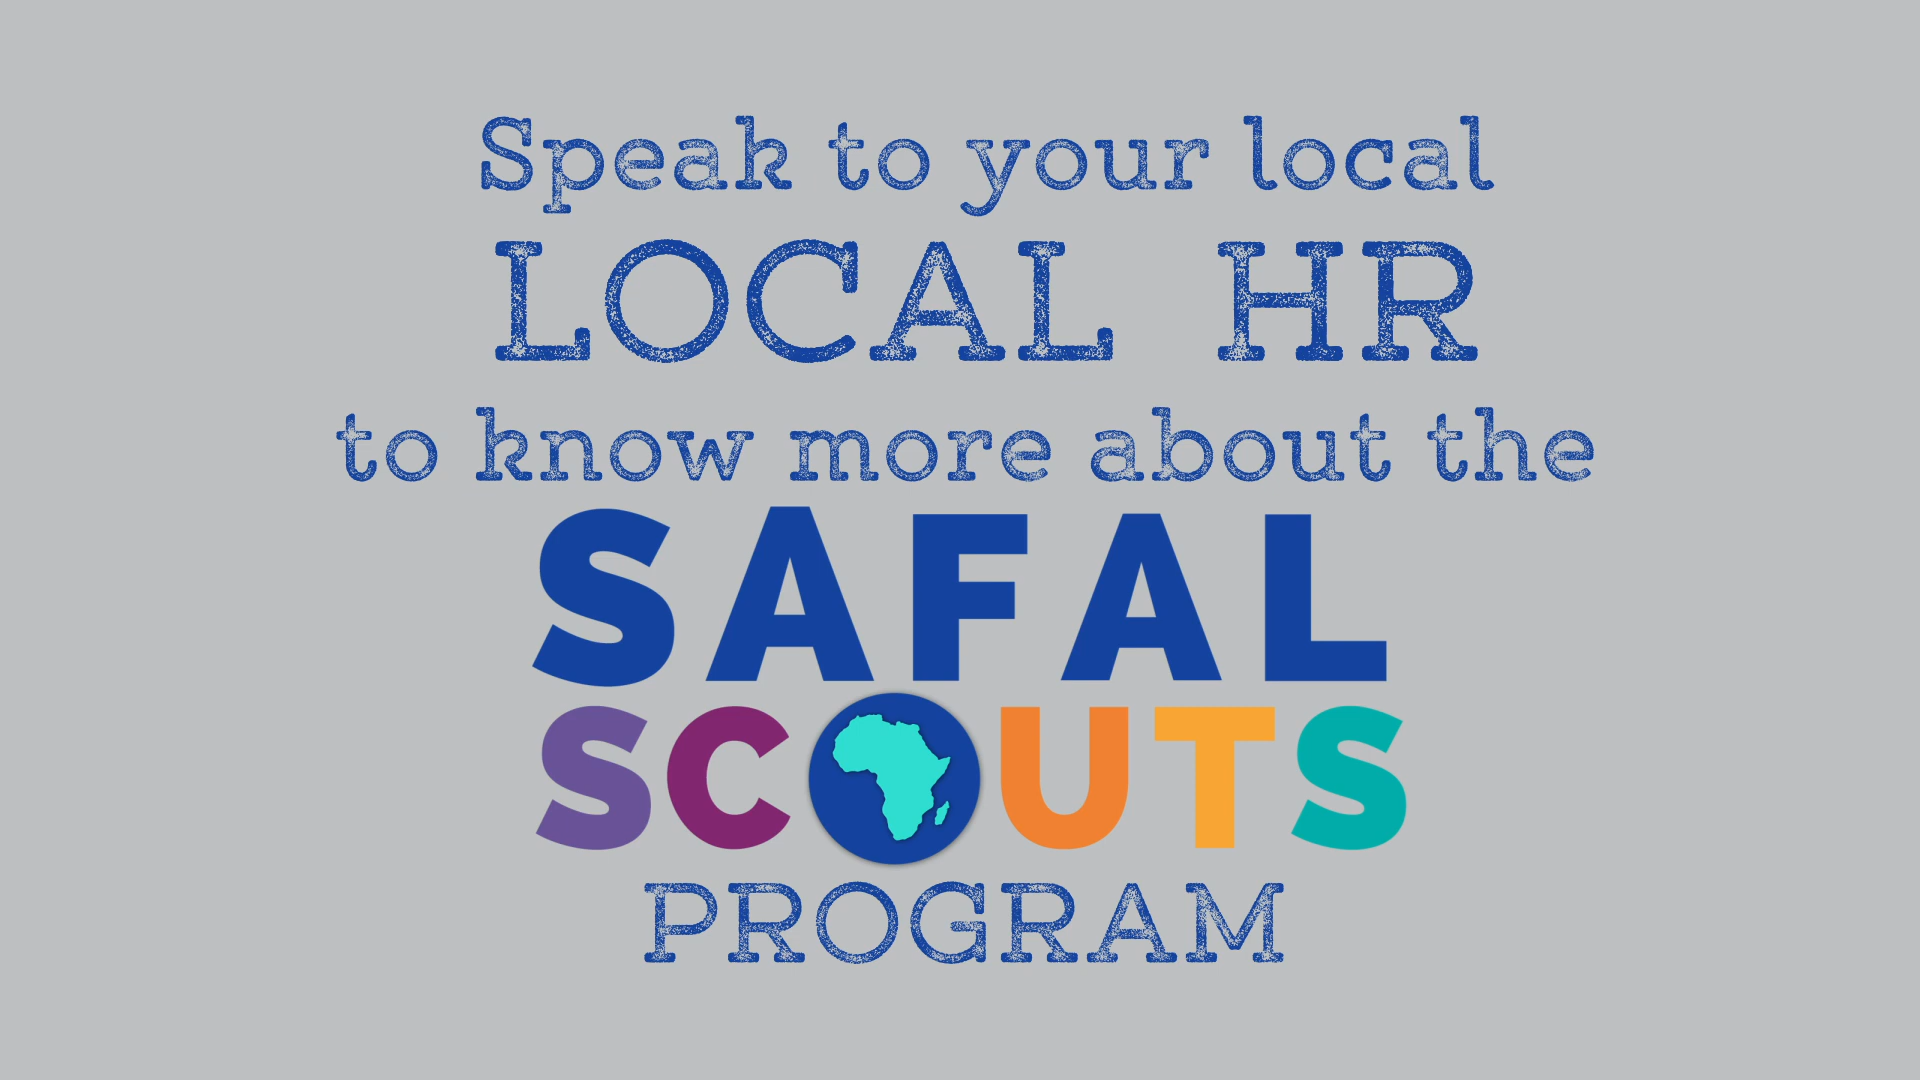 Speak to your local
LOCAL HR
to know more about the
SAFAL
SCOUTS
PROGRAM